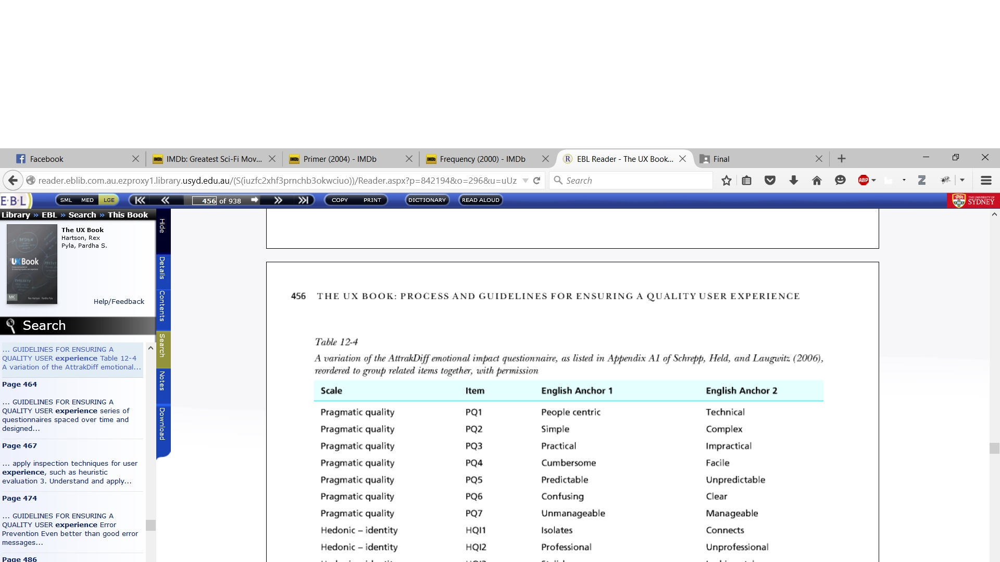 Facebook
IMDb: Greatest Sci-Fi Mov...
Primer (2004) - IMDb
Frequency (2000) - IMDb
EBL Reader - The UX Book...
Final
reader.eblib.com.au.ezproxy1.library.usyd.edu.au/(S(iuzfc2xhf3prnchb3okwciuo))/Reader.aspx?p=842194&o=296&u=uUz
Search
ABP
E·B·L
SML MED LGE
456 of 938
COPY PRINT
DICTIONARY
READ ALOUD
THE UNIVERSITY OF
SYDNEY
Library » EBL » Search » This Book
The UX Book
Hartson, Rex
Pyla, Pardha S.
UX Book
MK
Help/Feedback
Search
... GUIDELINES FOR ENSURING A
QUALITY USER experience Table 12-4
A variation of the AttrakDiff emotional...
Page 464
... GUIDELINES FOR ENSURING A
QUALITY USER experience series of
questionnaires spaced over time and
designed...
Page 467
... apply inspection techniques for user
experience, such as heuristic
evaluation 3. Understand and apply...
Page 474
... GUIDELINES FOR ENSURING A
QUALITY USER experience Error
Prevention Even better than good error
messages...
Page 486
Hide
Details
Contents
Search
Notes
Download
456 THE UX BOOK: PROCESS AND GUIDELINES FOR ENSURING A QUALITY USER EXPERIENCE
Table 12-4
A variation of the AttrakDiff emotional impact questionnaire, as listed in Appendix A1 of Schrepp, Held, and Laugwitz (2006),
reordered to group related items together, with permission
Scale Item English Anchor 1 English Anchor 2
Pragmatic quality PQ1 People centric Technical
Pragmatic quality PQ2 Simple Complex
Pragmatic quality PQ3 Practical Impractical
Pragmatic quality PQ4 Cumbersome Facile
Pragmatic quality PQ5 Predictable Unpredictable
Pragmatic quality PQ6 Confusing Clear
Pragmatic quality PQ7 Unmanageable Manageable
Hedonic – identity HQI1 Isolates Connects
Hedonic – identity HQI2 Professional Unprofessional